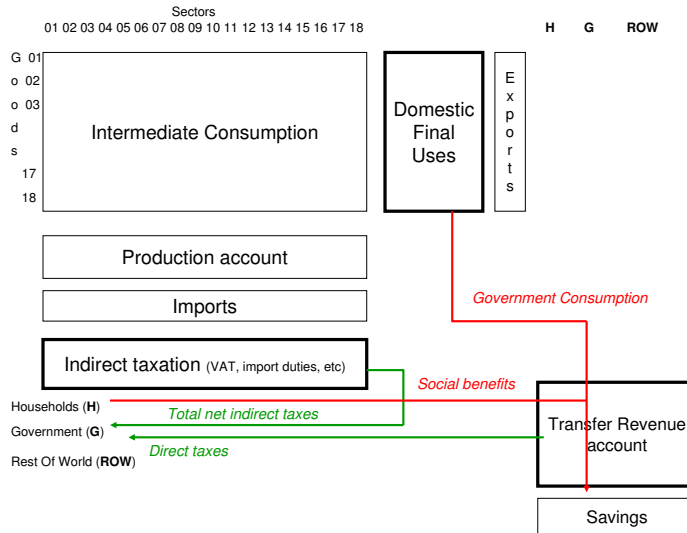 Sectors
01 02 03 04 05 06 07 08 09 10 11 12 13 14 15 16 17 18
H G ROW
G 01
o 02
o 03
d
s
17
18
Intermediate Consumption
Domestic
Final
Uses
E
x
p
o
r
t
s
Production account
Government Consumption
Imports
Indirect taxation (VAT, import duties, etc)
Social benefits
Households (H)
Total net indirect taxes
Government (G)
Direct taxes
Transfer Revenue
account
Rest Of World (ROW)
Savings